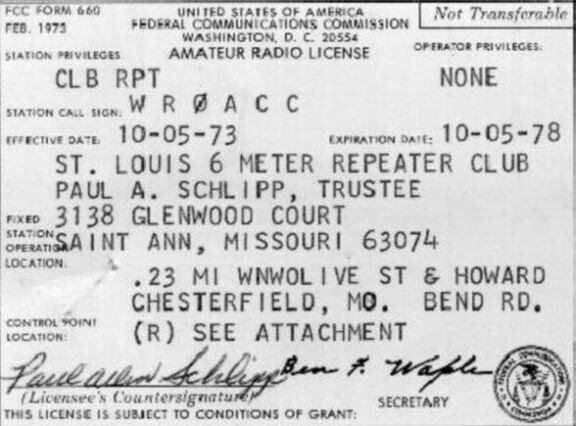 FCC FORM 660
FEB. 1973
UNITED STATES OF AMERICA
FEDERAL COMMUNICATIONS COMMISSION
WASHINGTON, D. C. 20554
AMATEUR RADIO LICENSE
Not Transferable
STATION PRIVILEGES
OPERATOR PRIVILEGES:
CLB RPT
NONE
STATION CALL SIGN: WRØACC
EFFECTIVE DATE: 10-05-73
EXPIRATION DATE: 10-05-78
ST. LOUIS 6 METER REPEATER CLUB
PAUL A. SCHLIPP, TRUSTEE
3138 GLENWOOD COURT
SAINT ANN, MISSOURI 63074
FIXED
STATION
OPERATION
LOCATION:
.23 MI WNWOLIVE ST & HOWARD
CHESTERFIELD, MO. BEND RD.
CONTROL POINT
LOCATION:
(R) SEE ATTACHMENT
Paul allen Schlipp
Ben F. Waple
(Licensee's Countersignature)
SECRETARY
THIS LICENSE IS SUBJECT TO CONDITIONS OF GRANT:
FEDERAL COMMUNICATIONS COMMISSION